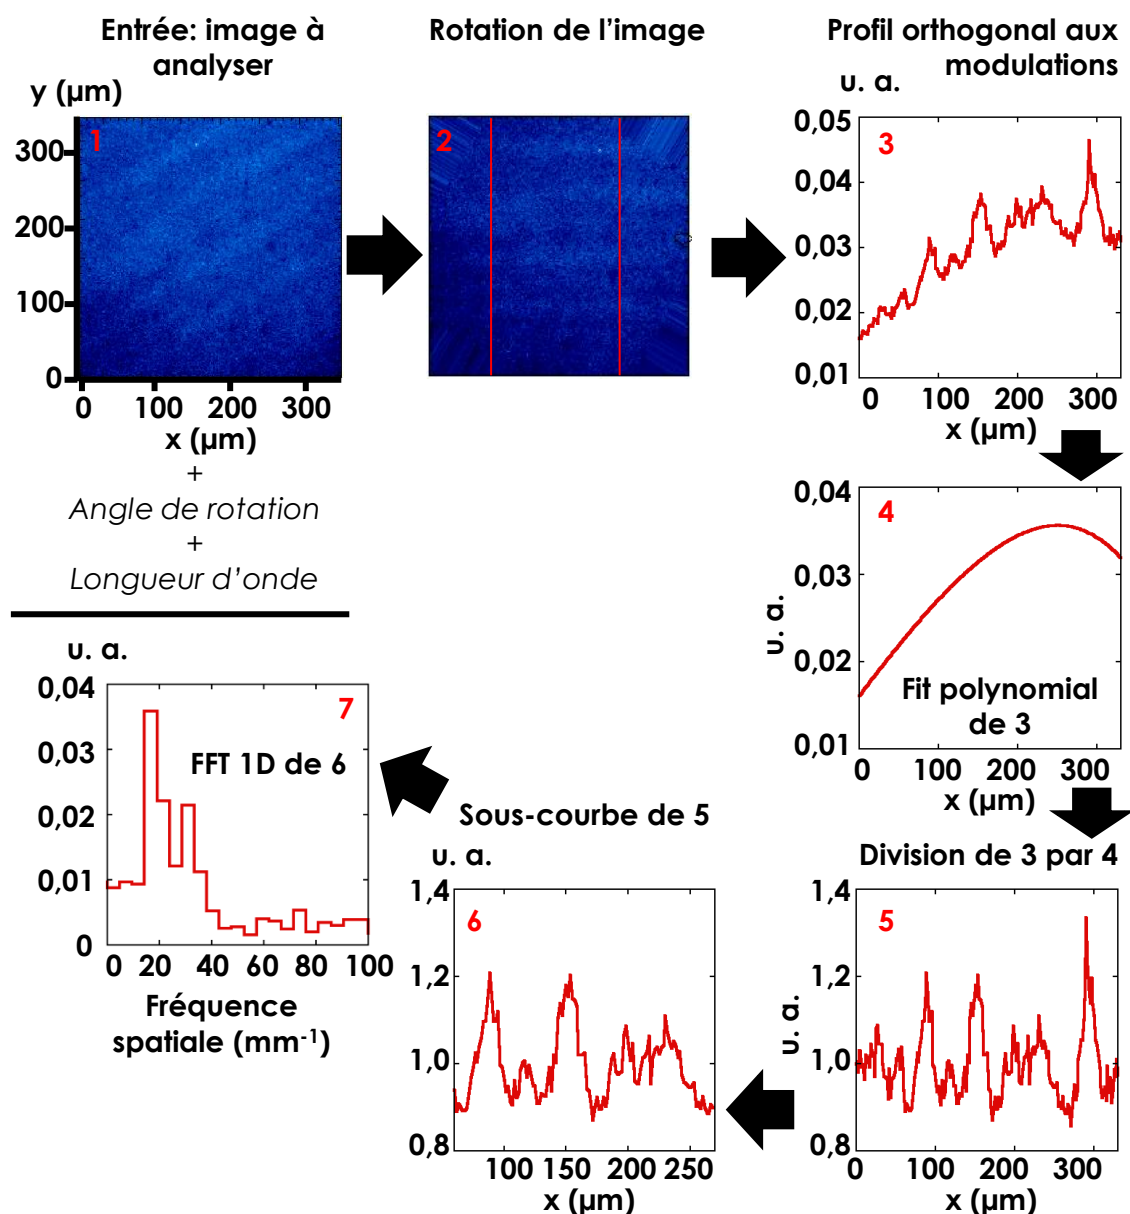 Entrée: image à
analyser
y (µm)
1
300
200
100
0
0 100 200 300
x (µm)
+
Angle de rotation
+
Longueur d’onde
Rotation de l’image
2
Profil orthogonal aux
modulations
u. a.
3
0,05
0,04
0,03
0,02
0,01
0 100 200 300
x (µm)
4
0,04
0,03
0,02
0,01
u. a.
Fit polynomial
de 3
0 100 200 300
x (µm)
Division de 3 par 4
5
1,4
1,2
1,0
0,8
u. a.
0 100 200 300
x (µm)
Sous-courbe de 5
u. a.
6
1,4
1.2
1.0
0,8
100 150 200 250
x (µm)
u. a.
7
FFT 1D de 6
0,04
0,03
0,02
0,01
0
0 20 40 60 80 100
Fréquence
spatiale (mm-1)